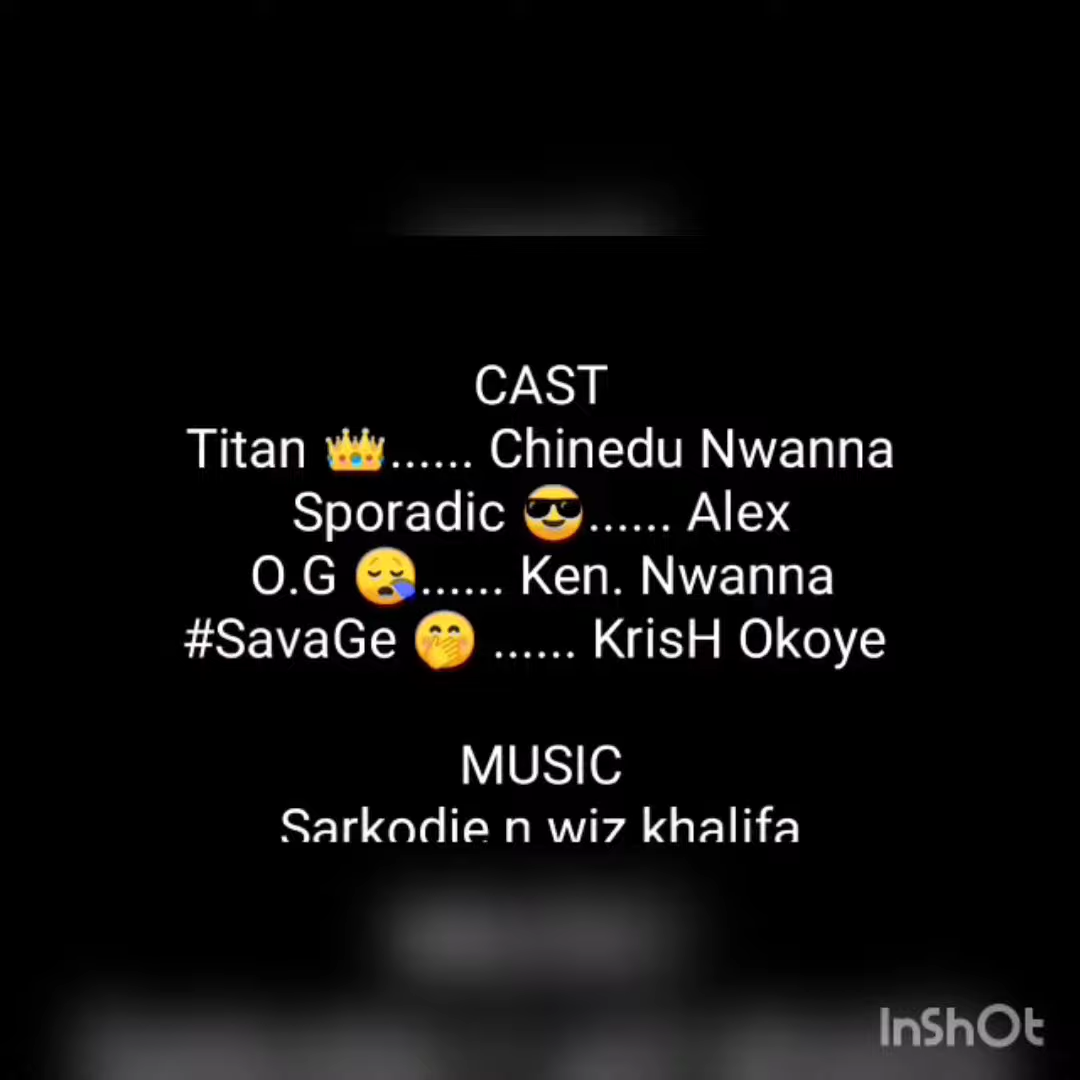 CAST
Titan 👑...... Chinedu Nwanna
Sporadic 😎...... Alex
O.G 😪...... Ken. Nwanna
#SavaGe 🤭 ...... KrisH Okoye
MUSIC
Sarkodie n wiz khalifa
InShOt